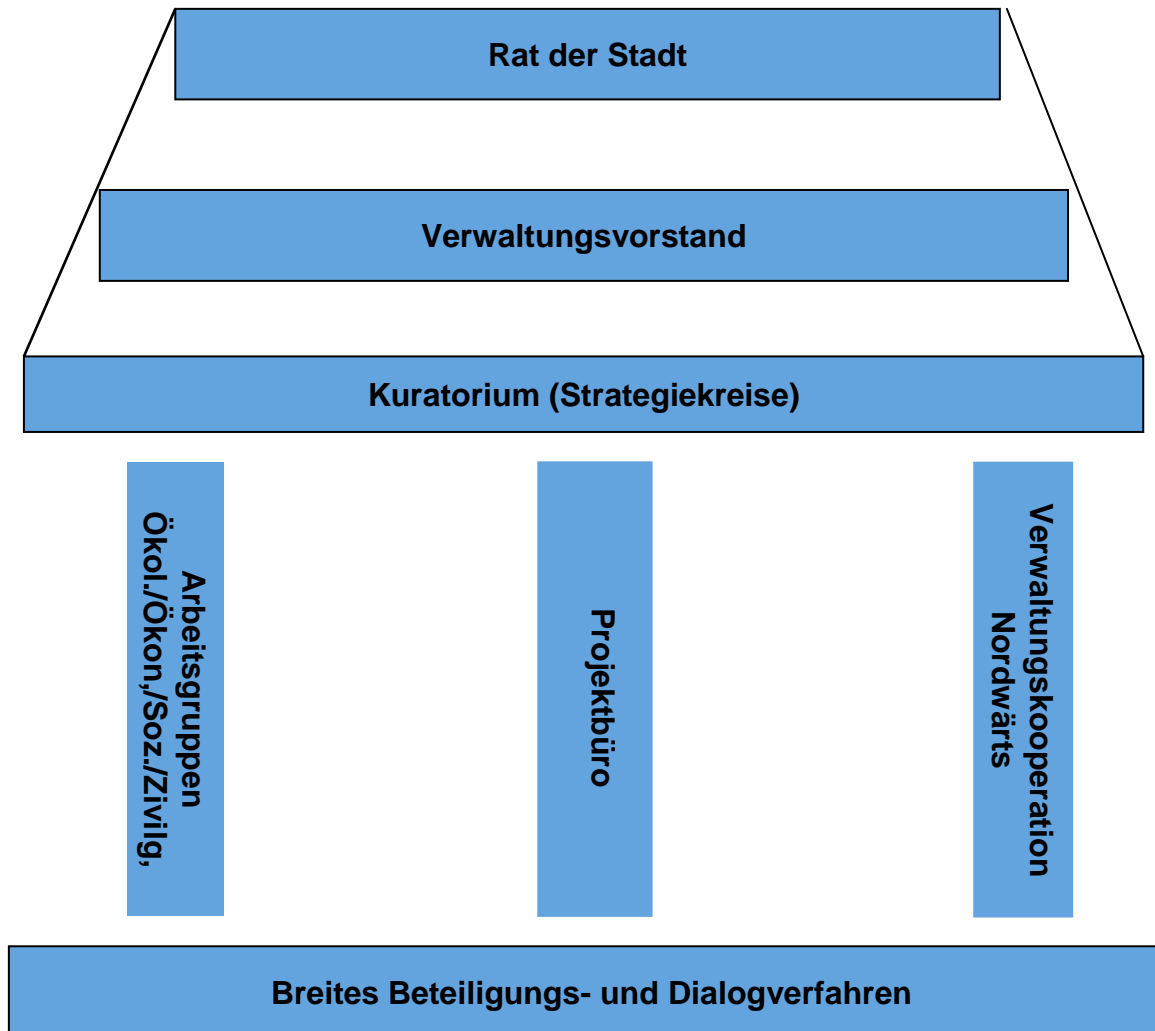 Rat der Stadt
Verwaltungsvorstand
Kuratorium (Strategiekreise)
Arbeitsgruppen
Ökol./Ökon,/Soz./Zivilg,
Projektbüro
Verwaltungskooperation
Nordwärts
Breites Beteiligungs- und Dialogverfahren